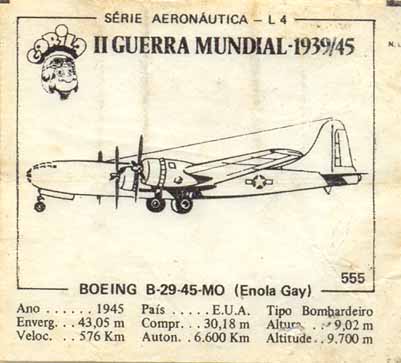 SÉRIE AERONÁUTICA - L 4
GORILA
II GUERRA MUNDIAL-1939/45
N.
555
BOEING B-29-45-MO (Enola Gay)
Ano ...... 1945 País ..... E.U.A. Tipo Bombardeiro
Enverg. .. 43,05 m Compr. .. 30,18 m Altura ... 9,02 m
Veloc. ... 576 Km Auton. . 6.600 Km Altitude .. 9.700 m